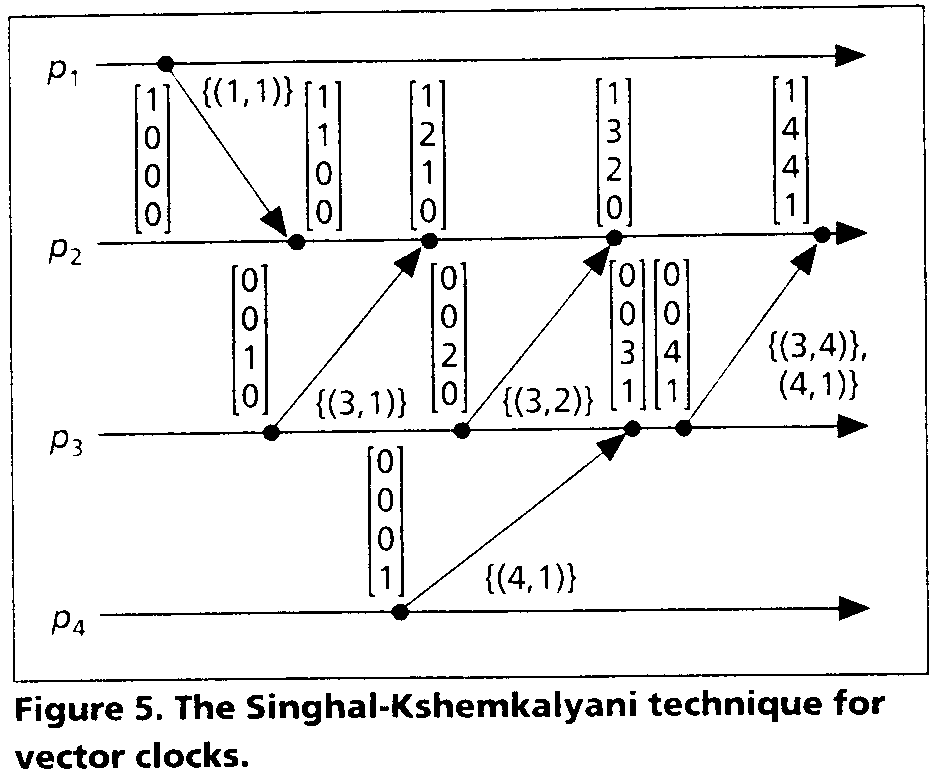 p1
{(1,1)}
[1 0 0 0]
[1 1 0 0]
[1 2 1 0]
[1 3 2 0]
[1 4 4 1]
p2
[0 0 1 0]
[0 0 2 0]
[0 0 3 1]
[0 0 4 1]
{(3,4)},
(4,1)}
{(3,1)}
{(3,2)}
p3
[0 0 0 1]
{(4,1)}
p4
Figure 5. The Singhal-Kshemkalyani technique for
vector clocks.